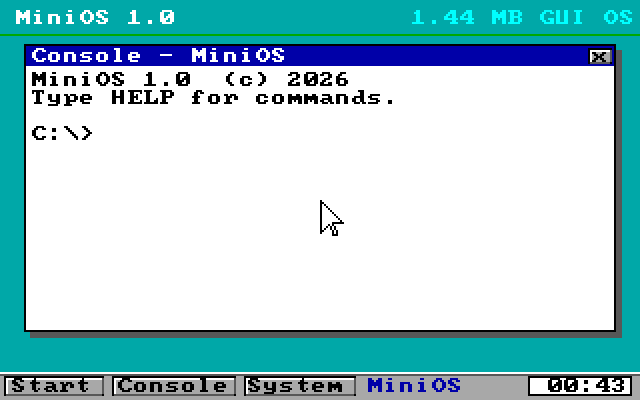 MiniOS 1.0 1.44 MB GUI OS
Console - MiniOS x
MiniOS 1.0 (c) 2026
Type HELP for commands.
C:\>
Start Console System MiniOS 00:43